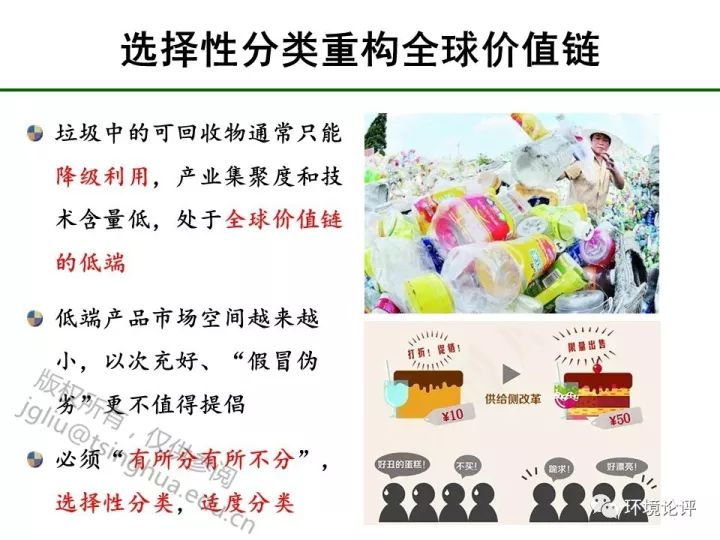 选择性分类重构全球价值链
垃圾中的可回收物通常只能
降级利用，产业集聚度和技
术含量低，处于全球价值链
的低端
低端产品市场空间越来越
小，以次充好、“假冒伪
劣”更不值得提倡
必须“有所分有所不分”，
选择性分类，适度分类
版权所有，仅供参阅
jgliu@tsinghua.edu.cn
打折！促销！
限量出售
供给侧改革
¥10
¥50
好丑的蛋糕！
不买！
跪求！
好漂亮！
环境论评